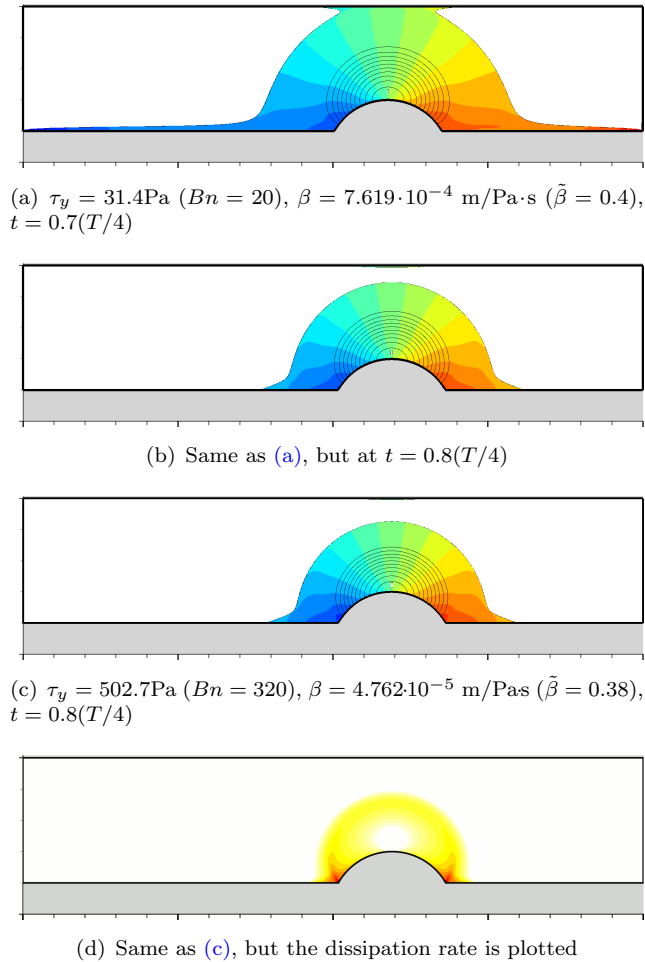 (a) τy = 31.4Pa (Bn = 20), β = 7.619·10⁻⁴ m/Pa·s (β̃ = 0.4),
t = 0.7(T/4)
(b) Same as (a), but at t = 0.8(T/4)
(c) τy = 502.7Pa (Bn = 320), β = 4.762·10⁻⁵ m/Pa·s (β̃ = 0.38),
t = 0.8(T/4)
(d) Same as (c), but the dissipation rate is plotted